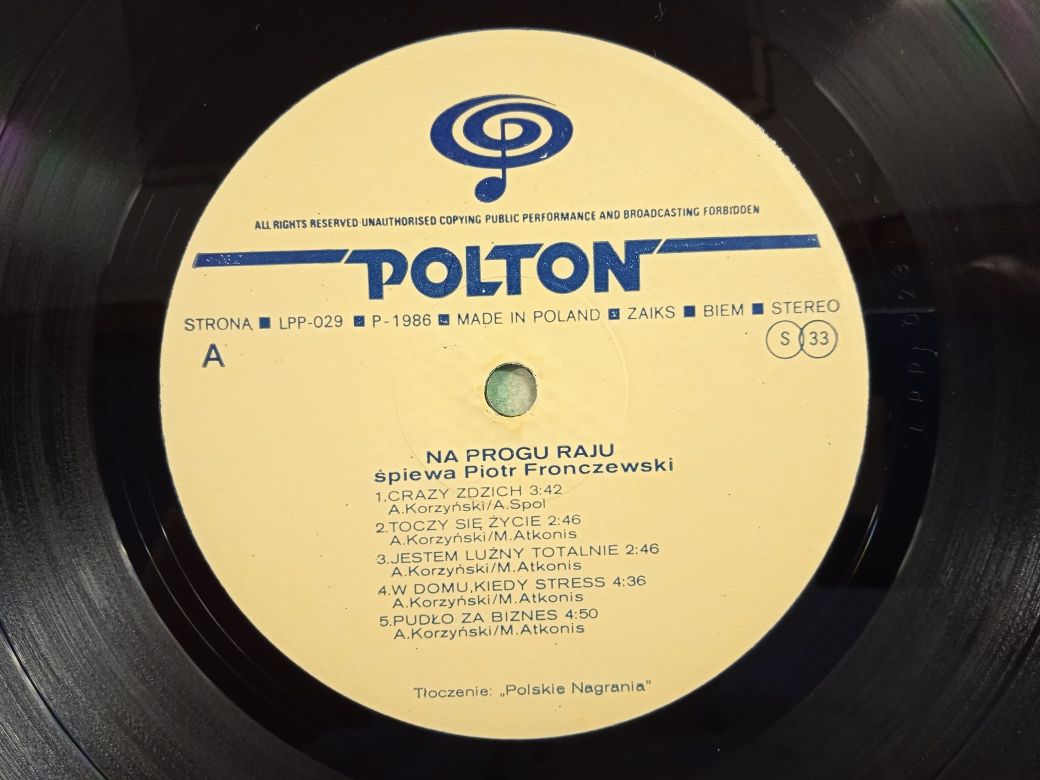 ALL RIGHTS RESERVED·UNAUTHORISED COPYING PUBLIC PERFORMANCE AND BROADCASTING FORBIDDEN
POLTON
STRONA ■ LPP-029 ■ P-1986 ■ MADE IN POLAND ■ ZAIKS ■ BIEM ■ STEREO
A
S 33
NA PROGU RAJU
śpiewa Piotr Fronczewski
1.CRAZY ZDZICH 3:42
A.Korzyński/A.Spol
2.TOCZY SIĘ ŻYCIE 2:46
A.Korzyński/M.Atkonis
3.JESTEM LUŹNY TOTALNIE 2:46
A.Korzyński/M.Atkonis
4.W DOMU,KIEDY STRESS 4:36
A.Korzyński/M.Atkonis
5.PUDŁO ZA BIZNES 4:50
A.Korzyński/M.Atkonis
Tłoczenie: „Polskie Nagrania"